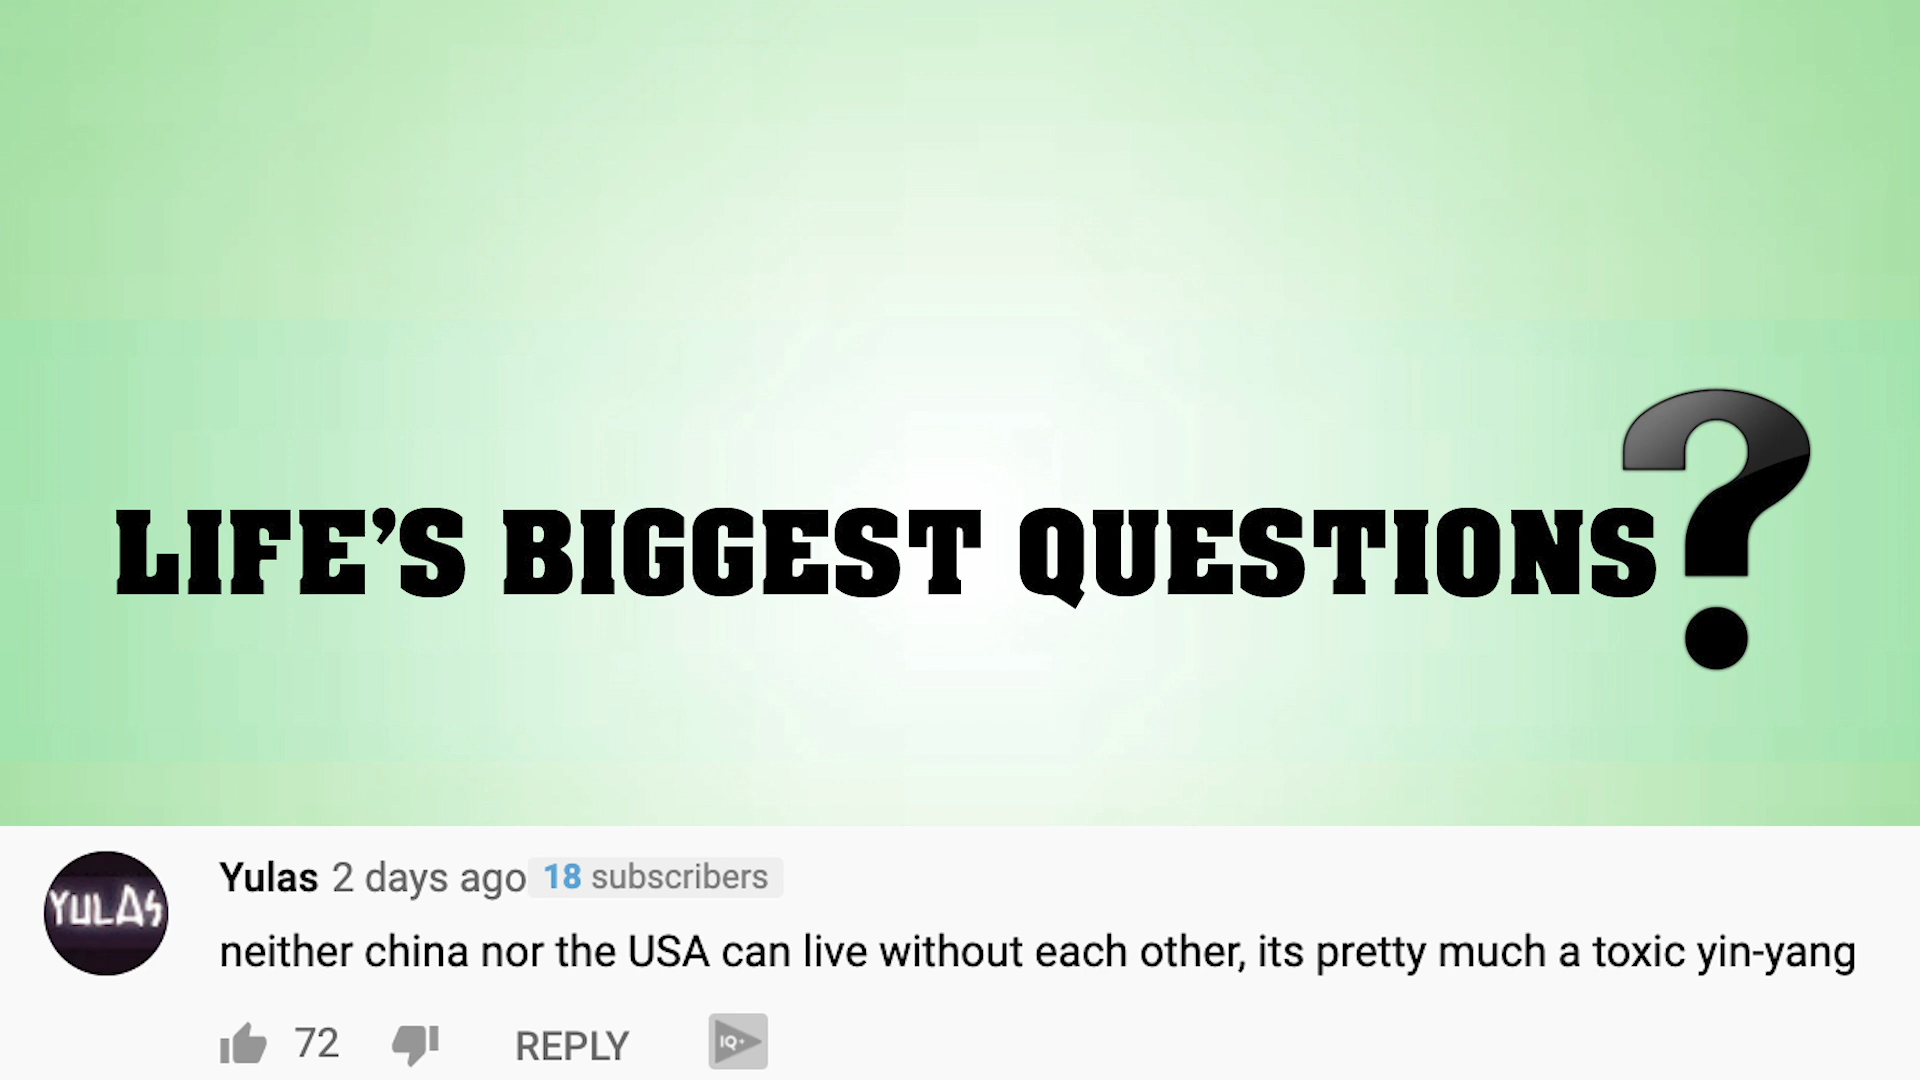 LIFE'S BIGGEST QUESTIONS?
YULAS
Yulas 2 days ago 18 subscribers
neither china nor the USA can live without each other, its pretty much a toxic yin-yang
72 REPLY IQ+